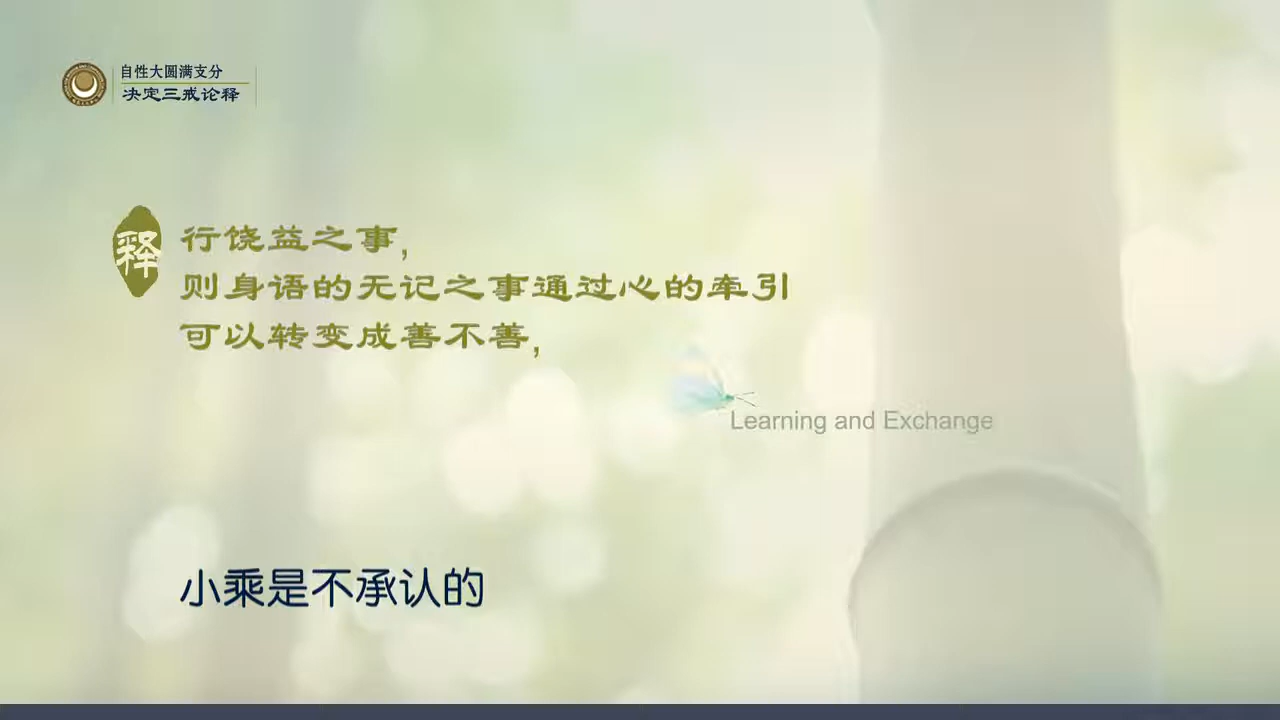 自性大圆满支分
决定三戒论释
释
行饶益之事，
则身语的无记之事通过心的牵引
可以转变成善不善，
Learning and Exchange
小乘是不承认的